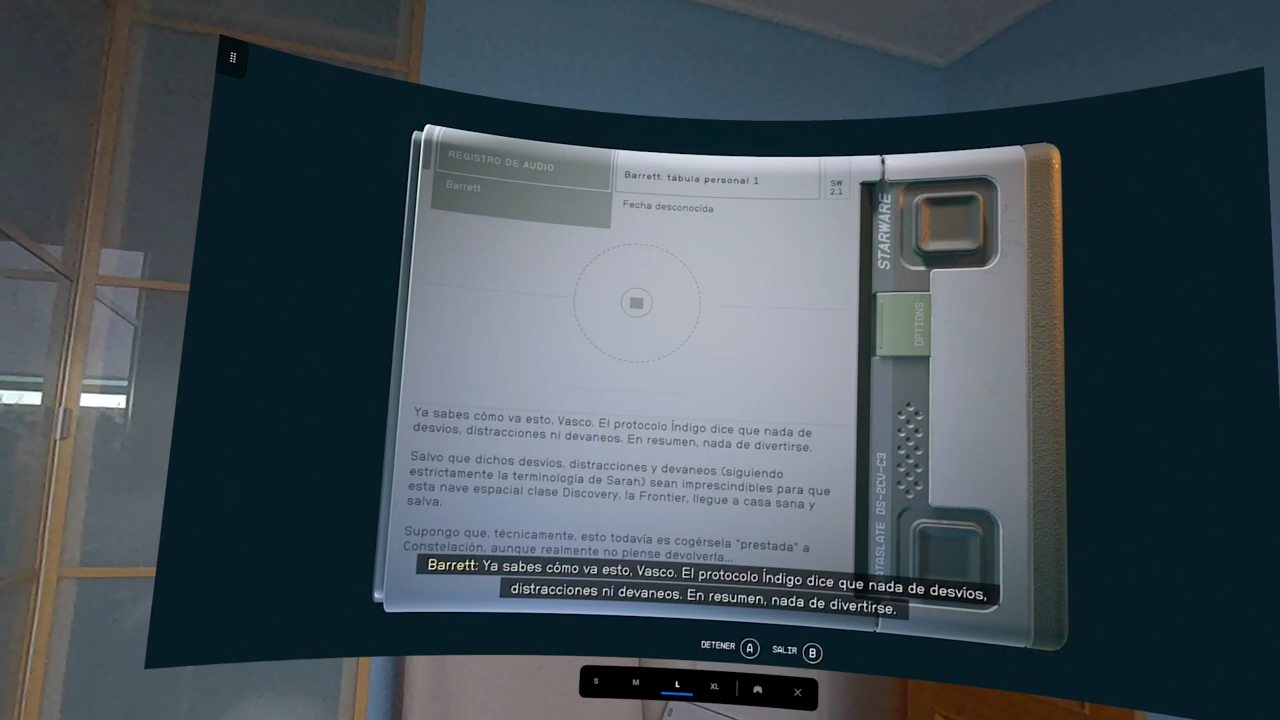 REGISTRO DE AUDIO
Barrett
Barrett: tábula personal 1
SW
2.1
Fecha desconocida
STARWARE
OPTIONS
Ya sabes cómo va esto, Vasco. El protocolo Índigo dice que nada de
desvíos, distracciones ni devaneos. En resumen, nada de divertirse.
Salvo que dichos desvíos, distracciones y devaneos (siguiendo
estrictamente la terminología de Sarah) sean imprescindibles para que
esta nave espacial clase Discovery, la Frontier, llegue a casa sana y
salva.
Supongo que, técnicamente, esto todavía es cogérsela "prestada" a
Constelación, aunque realmente no piense devolverla...
Barrett: Ya sabes cómo va esto, Vasco. El protocolo Índigo dice que nada de desvíos,
distracciones ni devaneos. En resumen, nada de divertirse.
DETENER A SALIR B
S M L XL